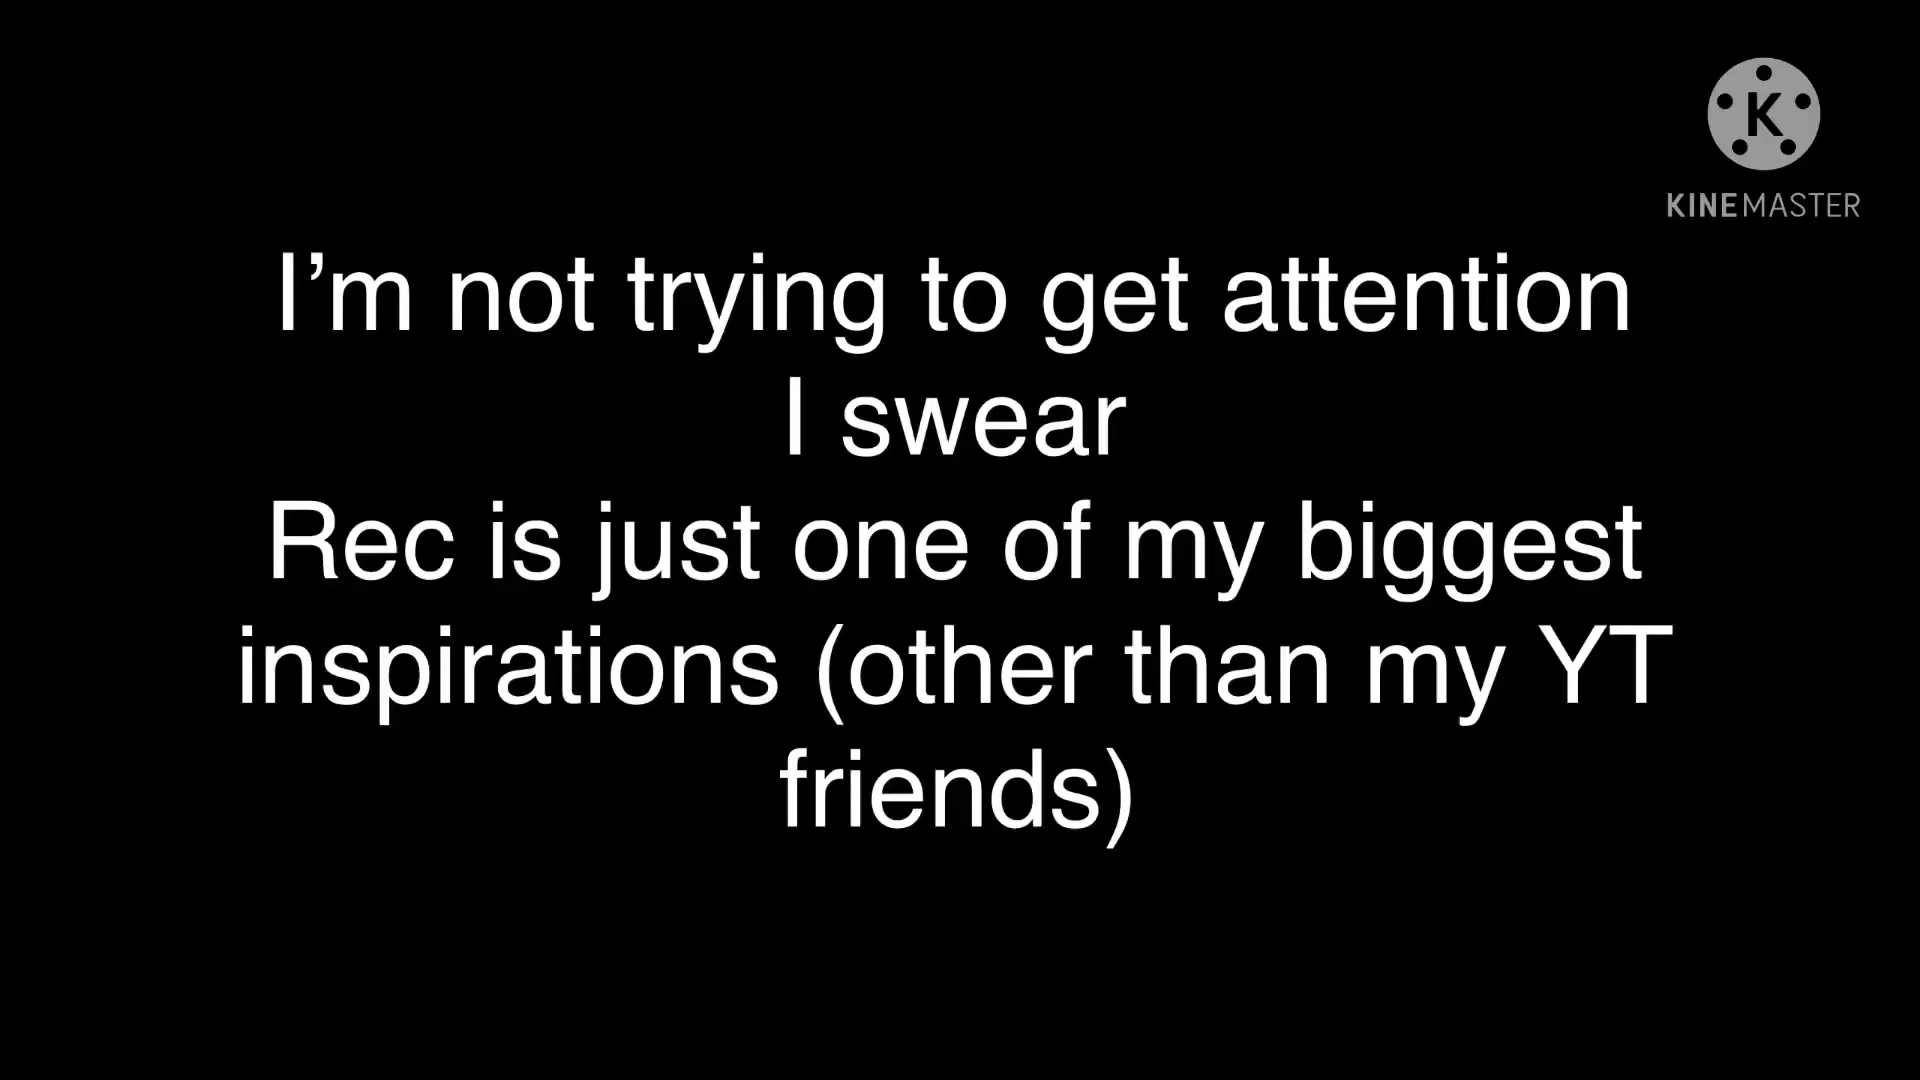 K
KINEMASTER
I’m not trying to get attention
I swear
Rec is just one of my biggest
inspirations (other than my YT
friends)